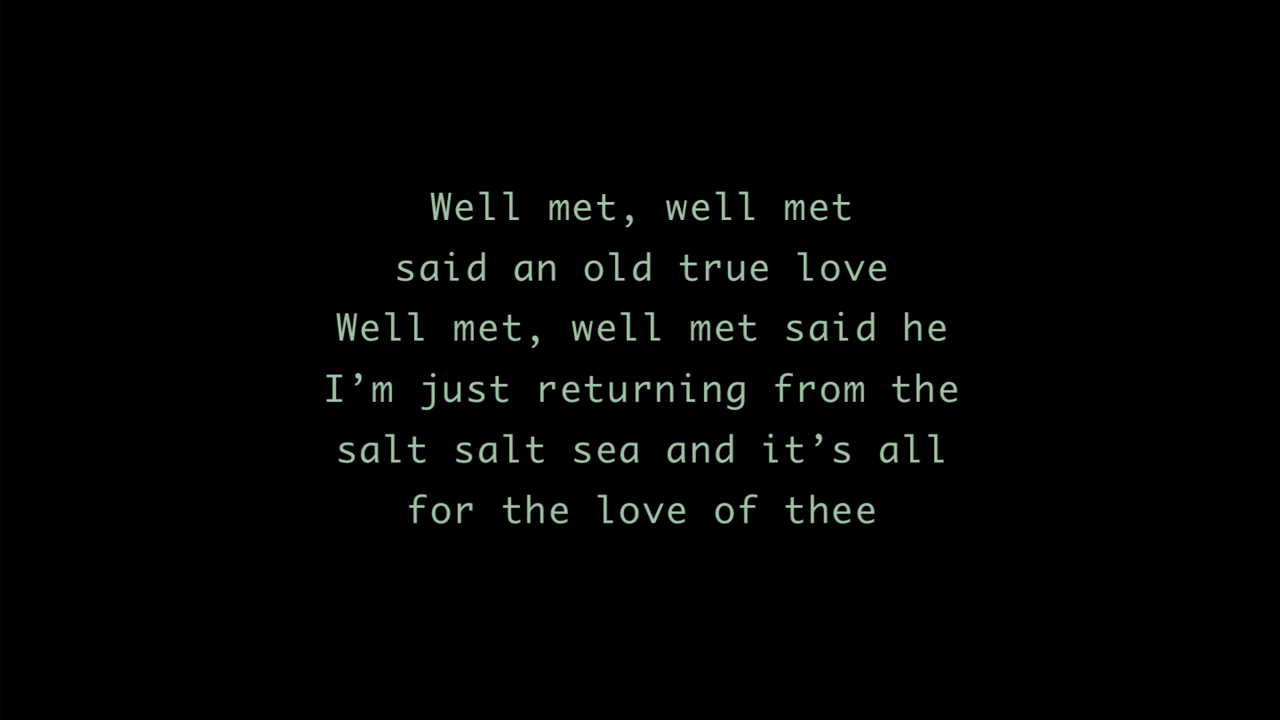 Well met, well met
said an old true love
Well met, well met said he
I’m just returning from the
salt salt sea and it’s all
for the love of thee